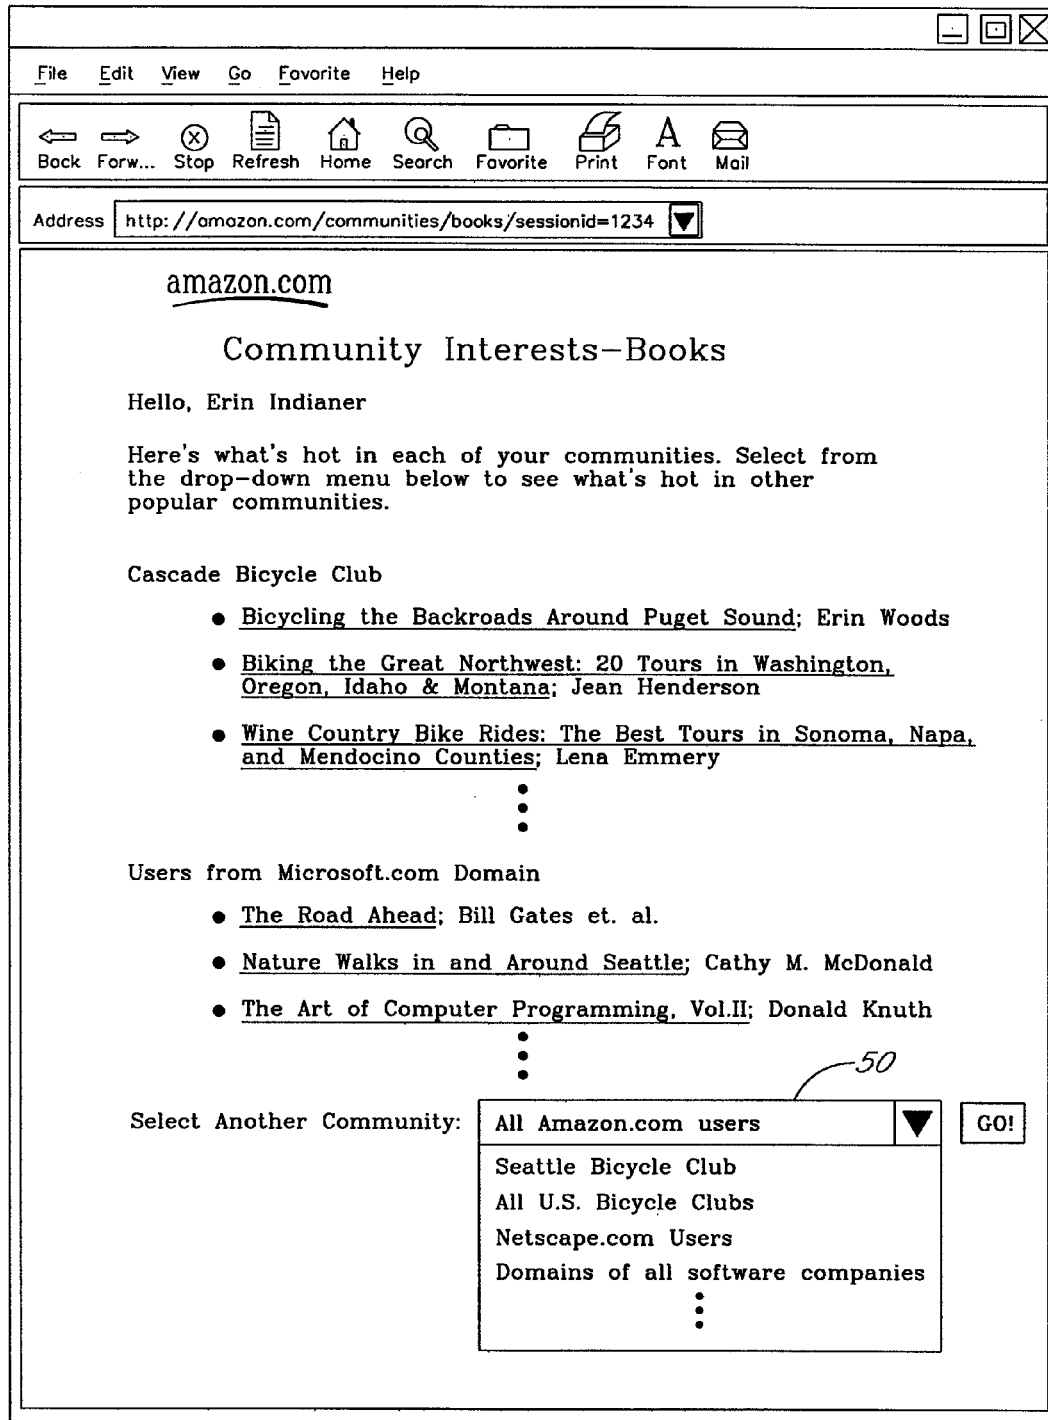 File Edit View Go Favorite Help
Back Forw... Stop Refresh Home Search Favorite Print Font Mail
Address http://amazon.com/communities/books/sessionid=1234
amazon.com
Community Interests-Books
Hello, Erin Indianer
Here's what's hot in each of your communities. Select from
the drop-down menu below to see what's hot in other
popular communities.
Cascade Bicycle Club
• Bicycling the Backroads Around Puget Sound; Erin Woods
• Biking the Great Northwest: 20 Tours in Washington,
Oregon, Idaho & Montana; Jean Henderson
• Wine Country Bike Rides: The Best Tours in Sonoma, Napa,
and Mendocino Counties; Lena Emmery
Users from Microsoft.com Domain
• The Road Ahead; Bill Gates et. al.
• Nature Walks in and Around Seattle; Cathy M. McDonald
• The Art of Computer Programming, Vol.II; Donald Knuth
50
Select Another Community: All Amazon.com users GO!
Seattle Bicycle Club
All U.S. Bicycle Clubs
Netscape.com Users
Domains of all software companies